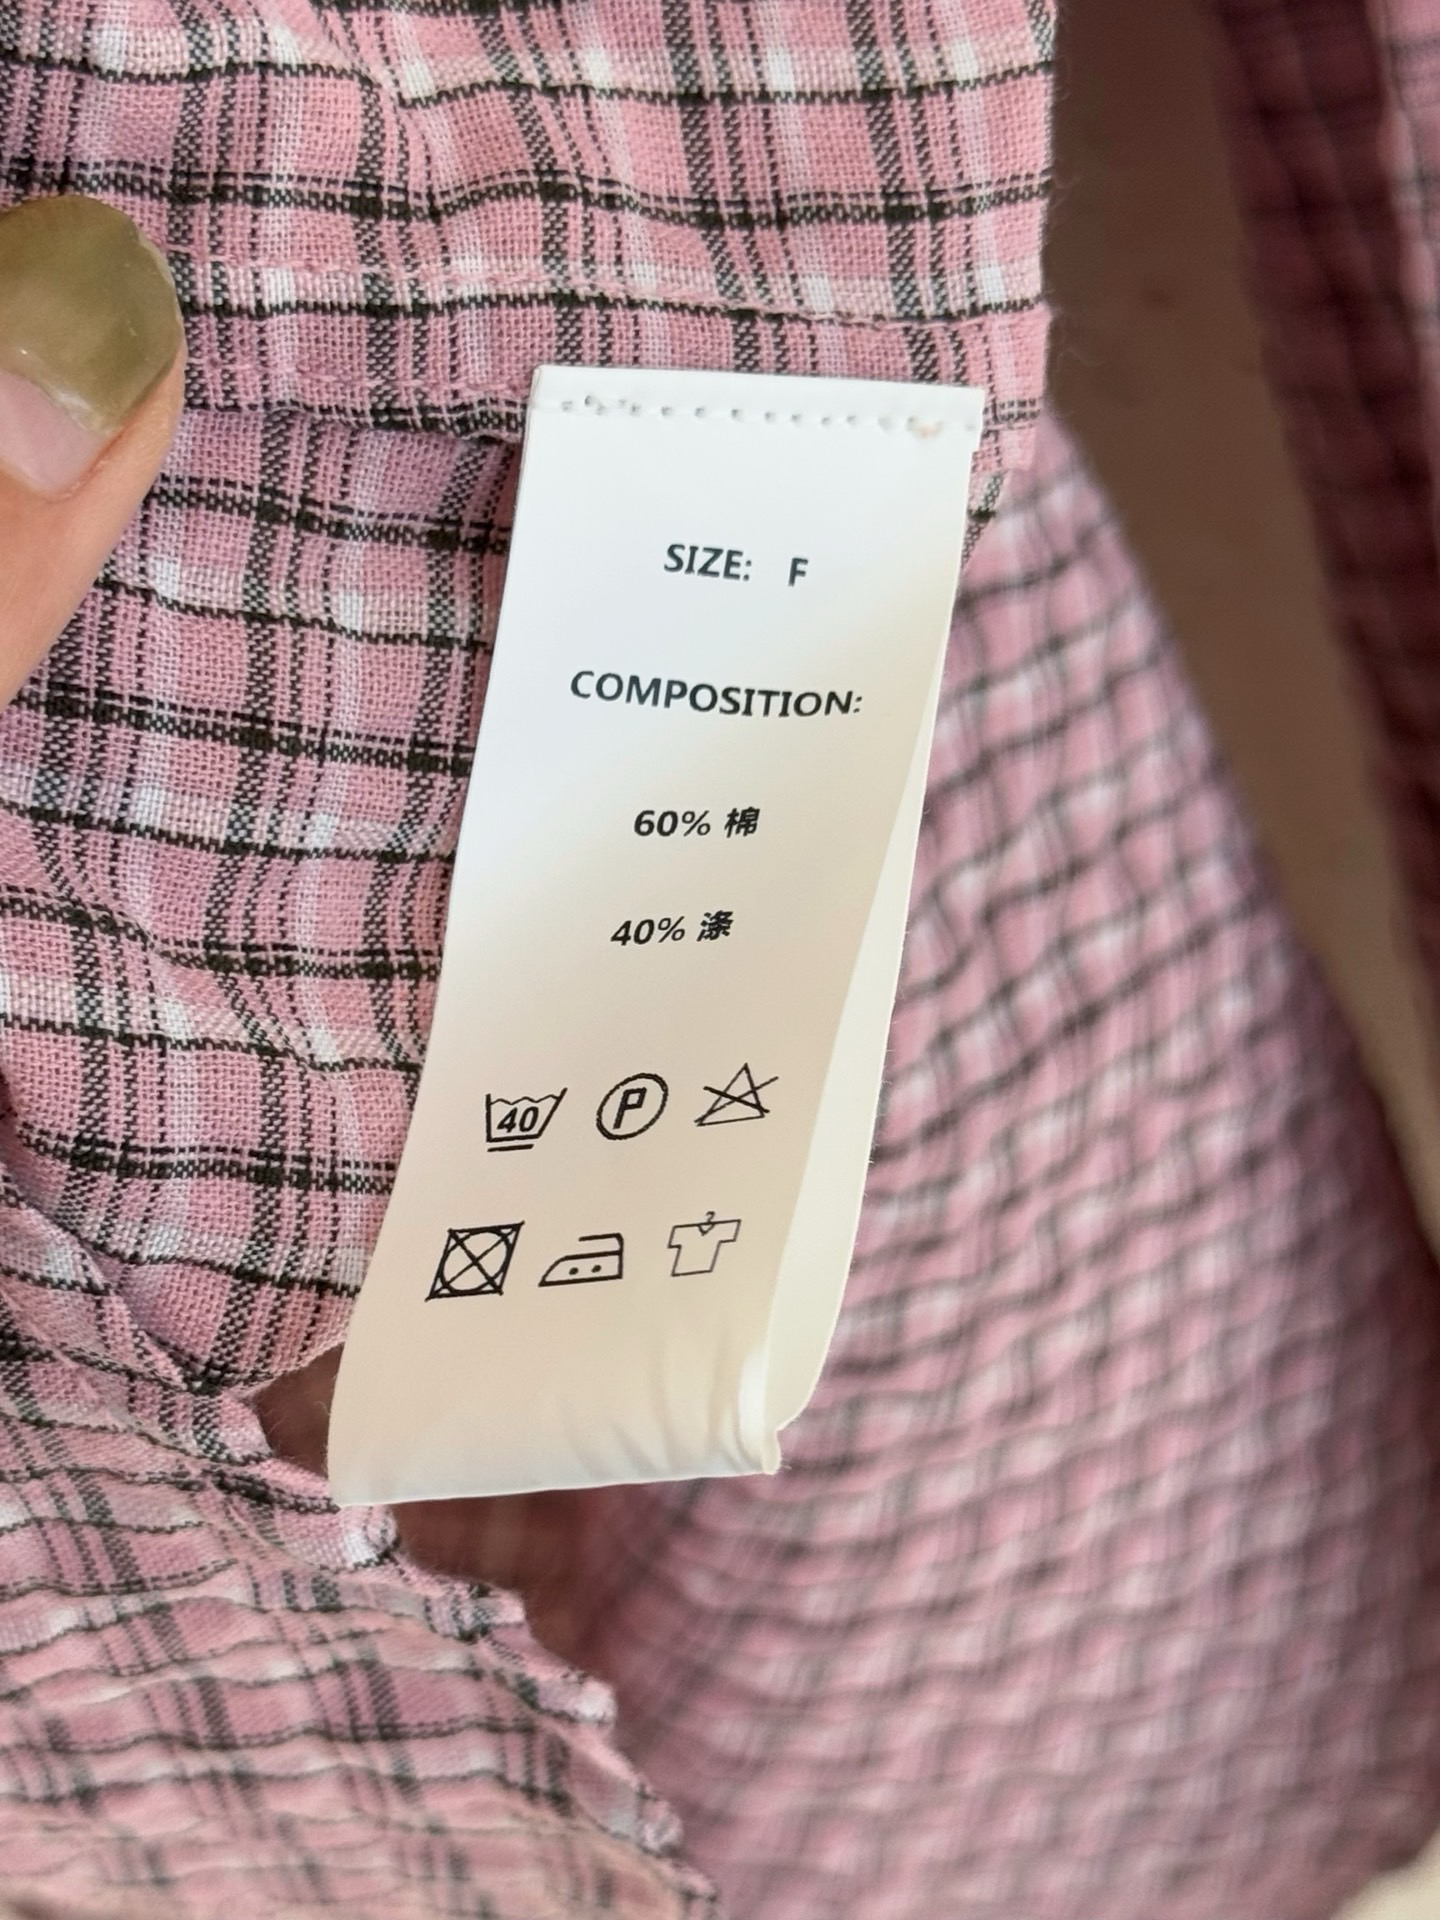 SIZE: F
COMPOSITION:
60% 棉
40% 涤
40 P